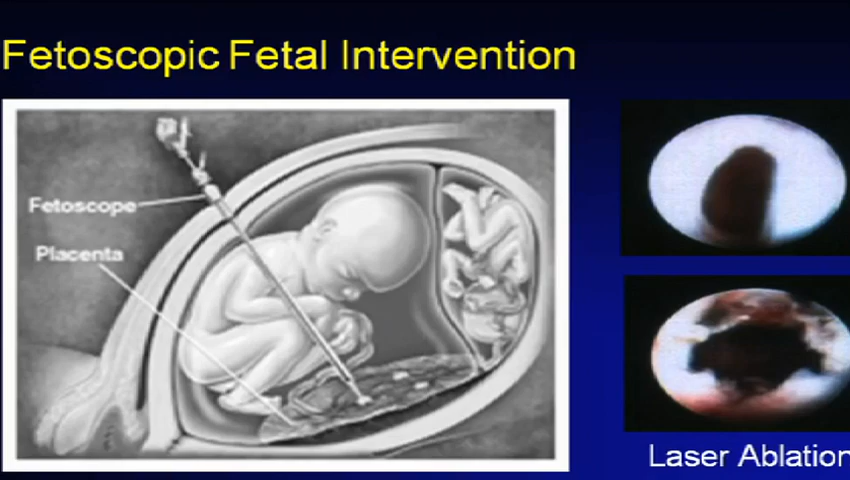 Fetoscopic Fetal Intervention
Fetoscope
Placenta
Laser Ablation